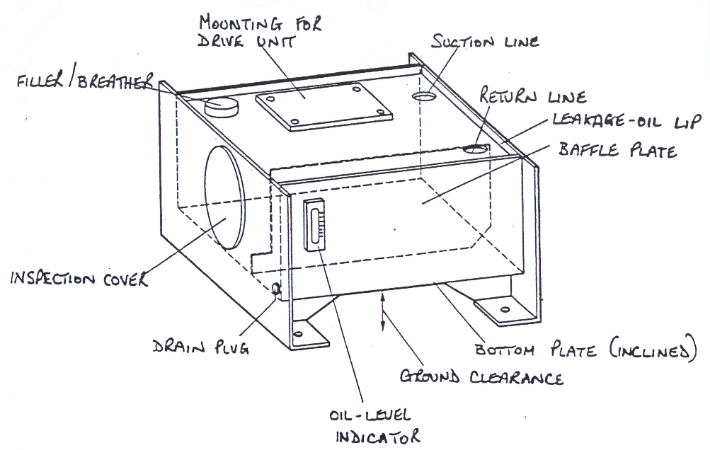 MOUNTING FOR
DRIVE UNIT
SUCTION LINE
FILLER/BREATHER
RETURN LINE
LEAKAGE-OIL LIP
BAFFLE PLATE
INSPECTION COVER
DRAIN PLUG
BOTTOM PLATE (INCLINED)
GROUND CLEARANCE
OIL-LEVEL
INDICATOR